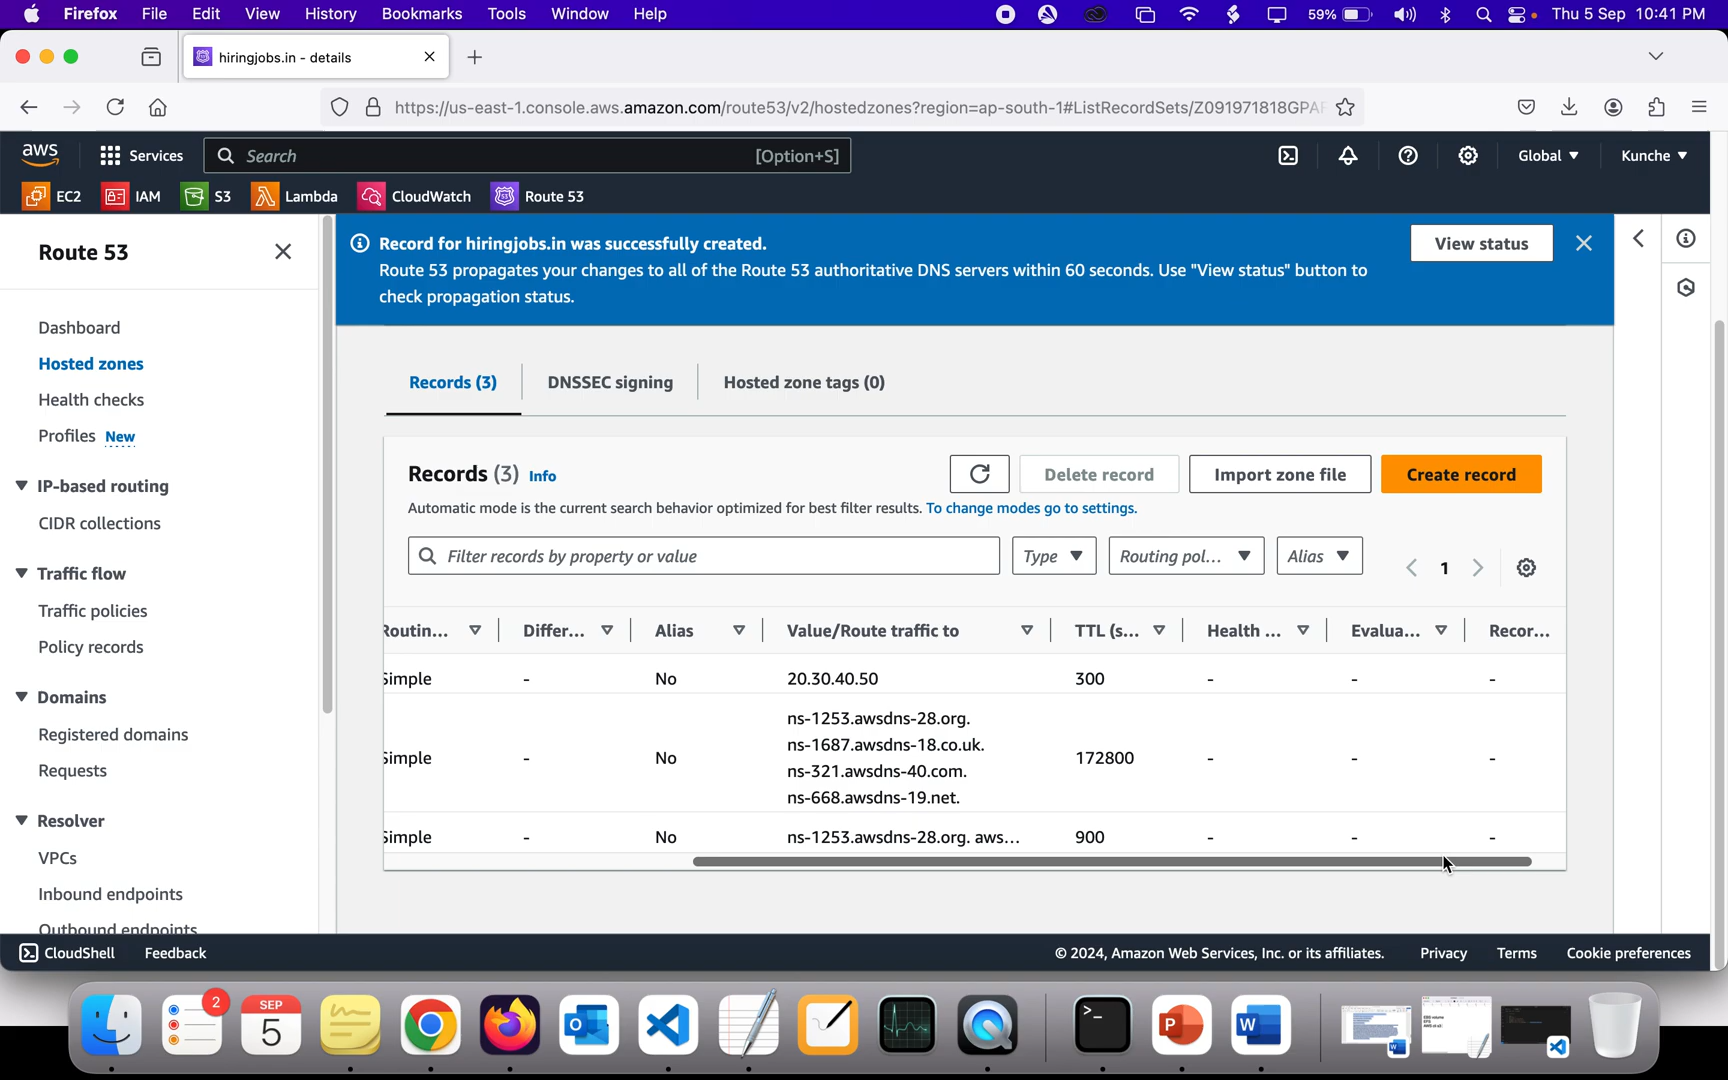 Firefox File Edit View History Bookmarks Tools Window Help 59% Thu 5 Sep 10:41 PM
hiringjobs.in - details
https://us-east-1.console.aws.amazon.com/route53/v2/hostedzones?region=ap-south-1#ListRecordSets/Z091971818GPAF
aws Services Search [Option+S] Global Kunche
EC2 IAM S3 Lambda CloudWatch Route 53
Route 53
Dashboard
Hosted zones
Health checks
Profiles New
IP-based routing
CIDR collections
Traffic flow
Traffic policies
Policy records
Domains
Registered domains
Requests
Resolver
VPCs
Inbound endpoints
Outbound endpoints
Record for hiringjobs.in was successfully created.
Route 53 propagates your changes to all of the Route 53 authoritative DNS servers within 60 seconds. Use "View status" button to
check propagation status.
View status
Records (3) DNSSEC signing Hosted zone tags (0)
Records (3) Info
Delete record Import zone file Create record
Automatic mode is the current search behavior optimized for best filter results. To change modes go to settings.
Filter records by property or value Type Routing pol... Alias 1
Routin... Differ... Alias Value/Route traffic to TTL (s... Health ... Evalua... Recor...
Simple - No 20.30.40.50 300 - - -
ns-1253.awsdns-28.org.
ns-1687.awsdns-18.co.uk.
Simple - No 172800 - - -
ns-321.awsdns-40.com.
ns-668.awsdns-19.net.
Simple - No ns-1253.awsdns-28.org. aws... 900 - - -
CloudShell Feedback © 2024, Amazon Web Services, Inc. or its affiliates. Privacy Terms Cookie preferences
2
SEP
5